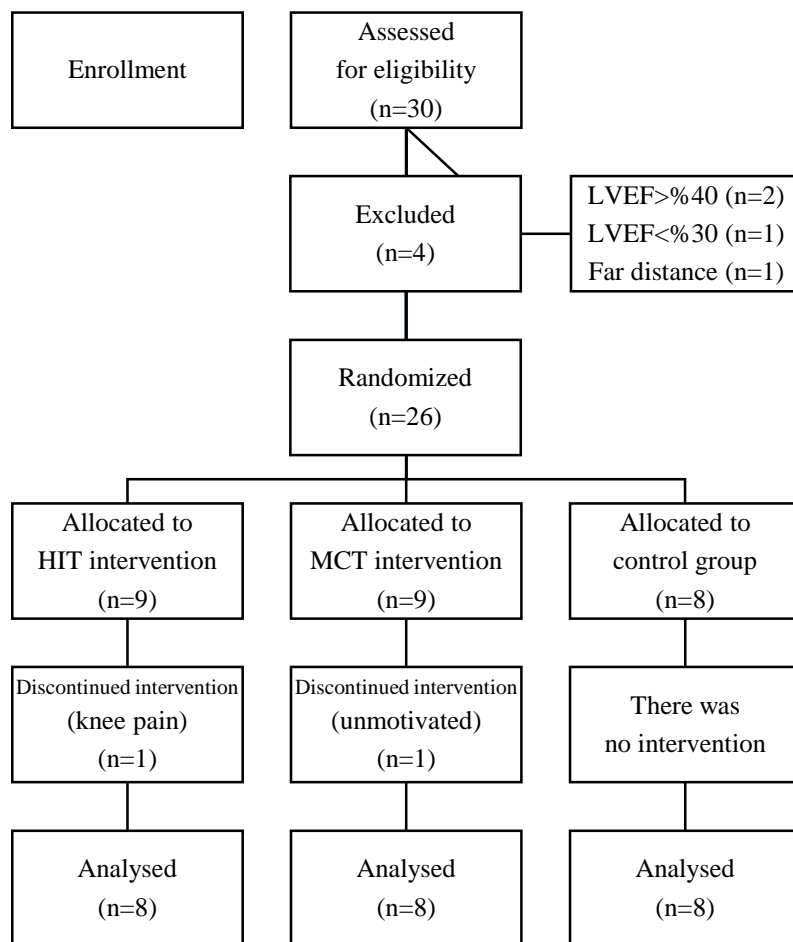 Enrollment
Assessed
for eligibility
(n=30)
Excluded
(n=4)
LVEF>%40 (n=2)
LVEF<%30 (n=1)
Far distance (n=1)
Randomized
(n=26)
Allocated to
HIT intervention
(n=9)
Allocated to
MCT intervention
(n=9)
Allocated to
control group
(n=8)
Discontinued intervention
(knee pain)
(n=1)
Discontinued intervention
(unmotivated)
(n=1)
There was
no intervention
Analysed
(n=8)
Analysed
(n=8)
Analysed
(n=8)